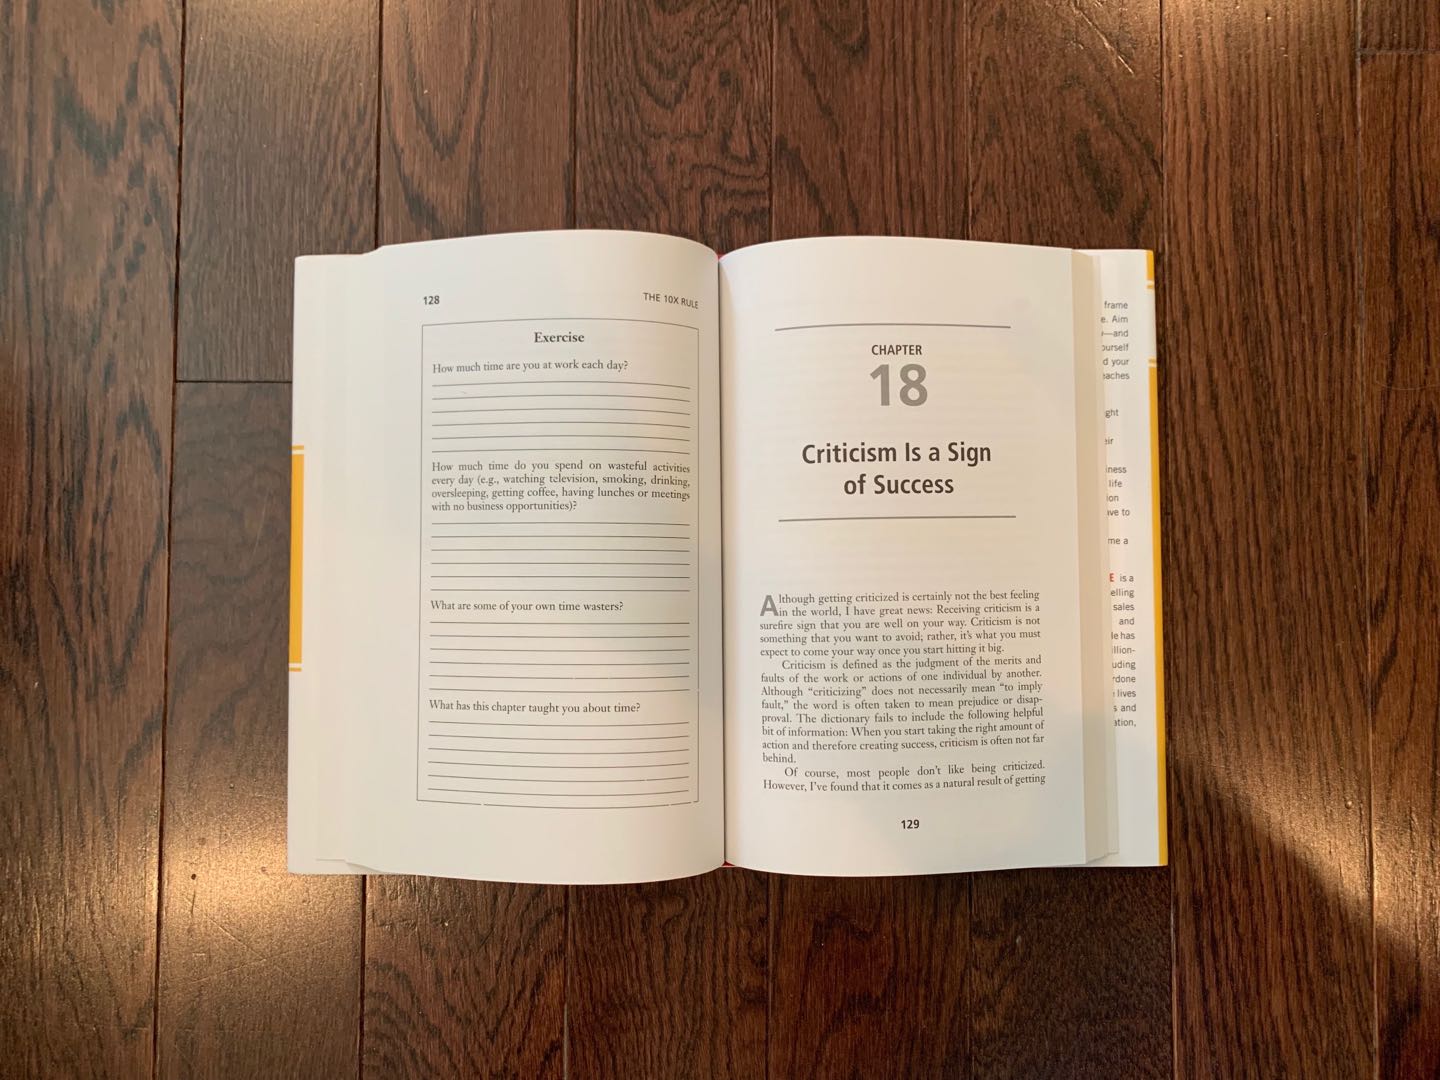 128
THE 10X RULE
Exercise
How much time are you at work each day?
How much time do you spend on wasteful activities
every day (e.g., watching television, smoking, drinking,
oversleeping, getting coffee, having lunches or meetings
with no business opportunities)?
What are some of your own time wasters?
What has this chapter taught you about time?
CHAPTER
18
Criticism Is a Sign
of Success
Although getting criticized is certainly not the best feeling
in the world, I have great news: Receiving criticism is a
surefire sign that you are well on your way. Criticism is not
something that you want to avoid; rather, it's what you must
expect to come your way once you start hitting it big.
Criticism is defined as the judgment of the merits and
faults of the work or actions of one individual by another.
Although “criticizing” does not necessarily mean “to imply
fault,” the word is often taken to mean prejudice or disap-
proval. The dictionary fails to include the following helpful
bit of information: When you start taking the right amount of
action and therefore creating success, criticism is often not far
behind.
Of course, most people don't like being criticized.
However, I've found that it comes as a natural result of getting
129
frame
e. Aim
—and
ourself
d your
eaches
ght
eir
iness
life
ion
ave to
me a
E is a
elling
sales
and
le has
illion-
uding
rdone
lives
s and
ation,